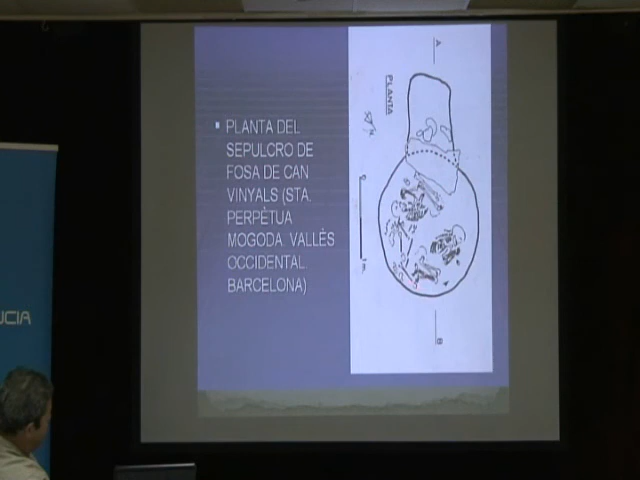 PLANTA DEL
SEPULCRO DE
FOSA DE CAN
VINYALS (STA.
PERPÈTUA
MOGODA. VALLÈS
OCCIDENTAL.
BARCELONA)
A
PLANTA
B
UCIA